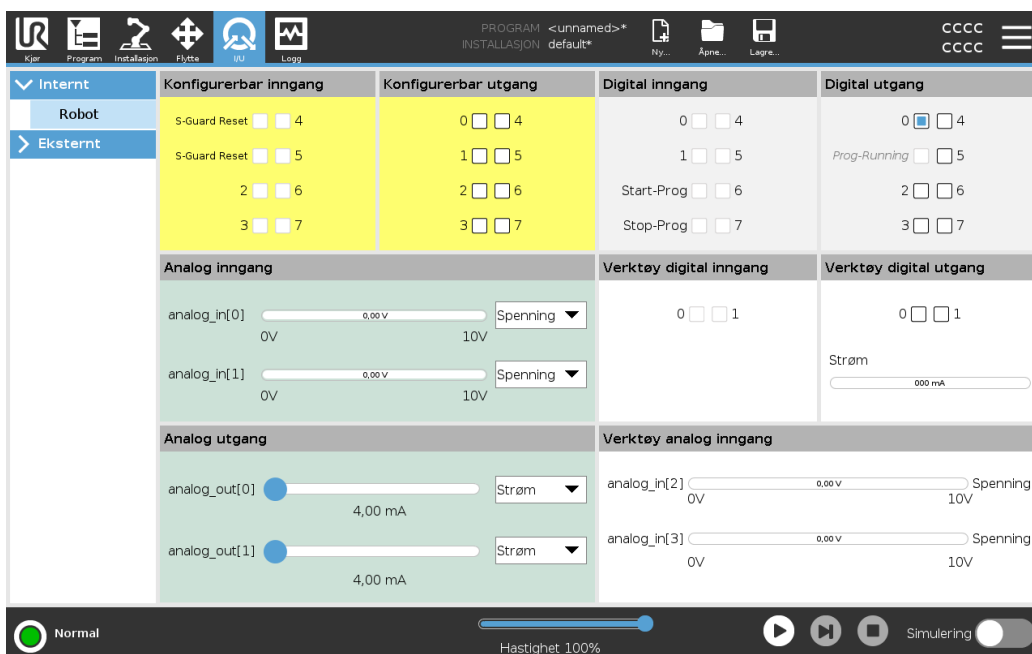 PROGRAM <unnamed>*
INSTALLASJON default*
UR
Kjør Program Installasjon Flytte I/U Logg
Ny... Åpne... Lagre...
CCCC
CCCC
Internt
Robot
Eksternt
Konfigurerbar inngang
S-Guard Reset 4
S-Guard Reset 5
2 6
3 7
Konfigurerbar utgang
0 4
1 5
2 6
3 7
Digital inngang
0 4
1 5
Start-Prog 6
Stop-Prog 7
Digital utgang
0 4
Prog-Running 5
2 6
3 7
Analog inngang
analog_in[0] 0,00 V Spenning
0V 10V
analog_in[1] 0,00 V Spenning
0V 10V
Verktøy digital inngang
0 1
Verktøy digital utgang
0 1
Strøm
000 mA
Analog utgang
analog_out[0] Strøm
4,00 mA
analog_out[1] Strøm
4,00 mA
Verktøy analog inngang
analog_in[2] 0,00 V Spenning
0V 10V
analog_in[3] 0,00 V Spenning
0V 10V
Normal
Hastighet 100%
Simulering